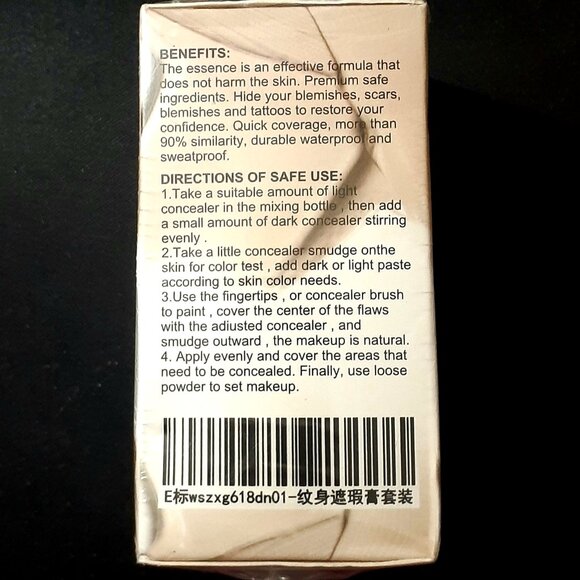 BENEFITS:
The essence is an effective formula that
does not harm the skin. Premium safe
ingredients. Hide your blemishes, scars,
blemishes and tattoos to restore your
confidence. Quick coverage, more than
90% similarity, durable waterproof and
sweatproof.
DIRECTIONS OF SAFE USE:
1.Take a suitable amount of light
concealer in the mixing bottle , then add
a small amount of dark concealer stirring
evenly .
2.Take a little concealer smudge onthe
skin for color test , add dark or light paste
according to skin color needs.
3.Use the fingertips , or concealer brush
to paint , cover the center of the flaws
with the adiusted concealer , and
smudge outward , the makeup is natural.
4. Apply evenly and cover the areas that
need to be concealed. Finally, use loose
powder to set makeup.
E标wszxg618dn01-纹身遮瑕膏套装